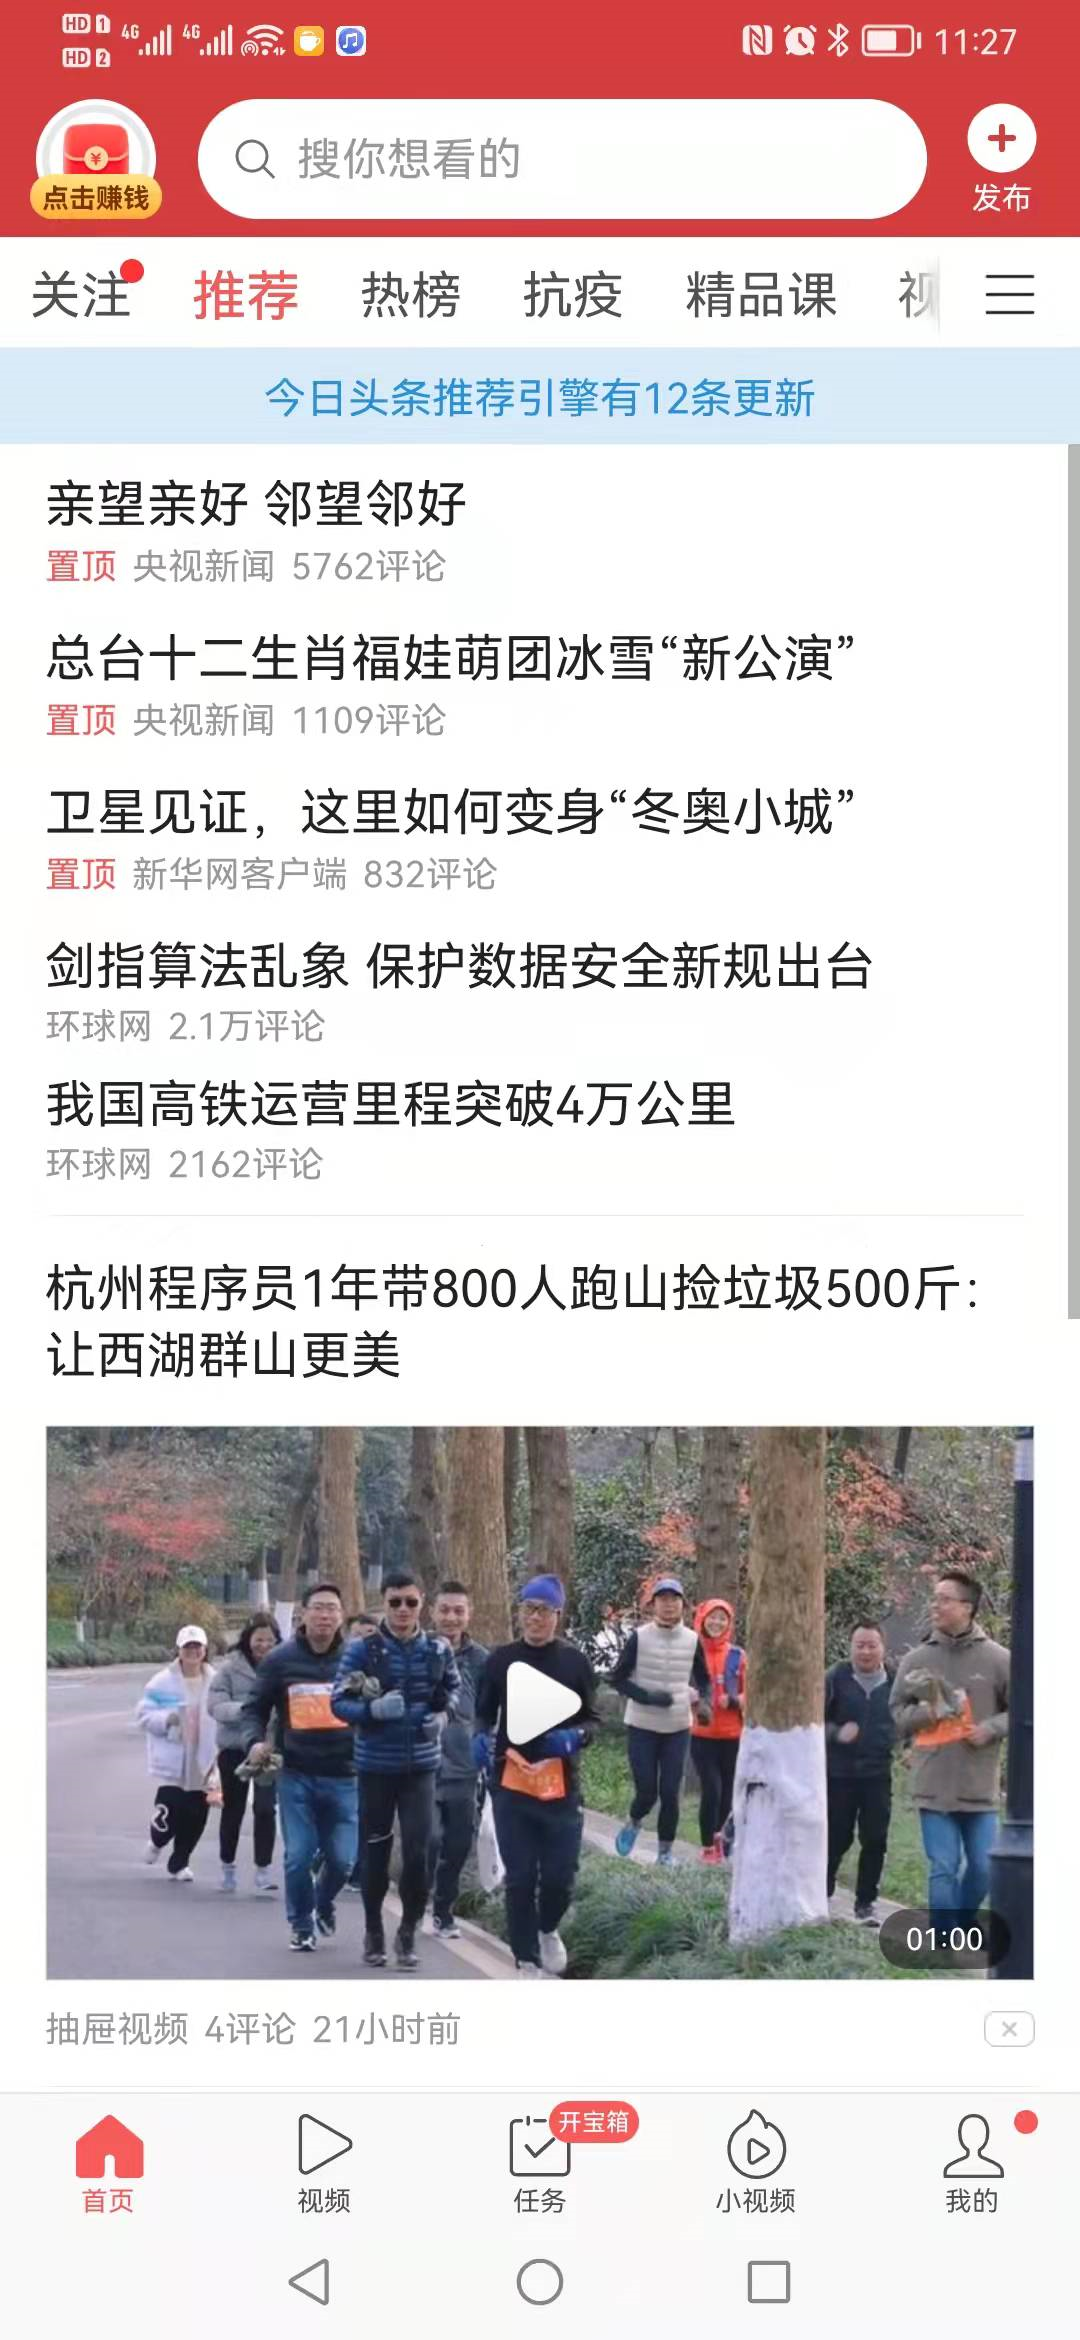 HD 1 4G 4G 11:27
HD 2
点击赚钱
搜你想看的
发布
关注 推荐 热榜 抗疫 精品课 视
今日头条推荐引擎有12条更新
亲望亲好 邻望邻好
置顶 央视新闻 5762评论
总台十二生肖福娃萌团冰雪“新公演”
置顶 央视新闻 1109评论
卫星见证，这里如何变身“冬奥小城”
置顶 新华网客户端 832评论
剑指算法乱象 保护数据安全新规出台
环球网 2.1万评论
我国高铁运营里程突破4万公里
环球网 2162评论
杭州程序员1年带800人跑山捡垃圾500斤：
让西湖群山更美
01:00
抽屉视频 4评论 21小时前
开宝箱
首页 视频 任务 小视频 我的